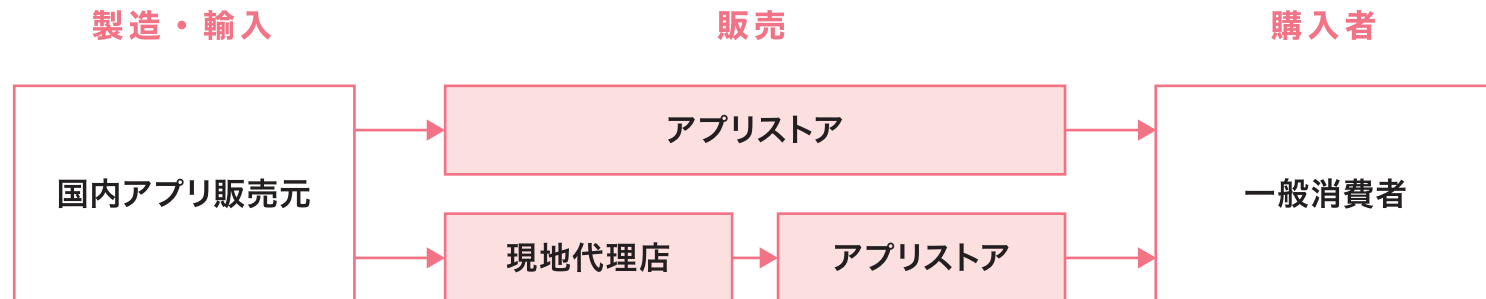 製造・輸入
販売
購入者
アプリストア
国内アプリ販売元
一般消費者
現地代理店
アプリストア